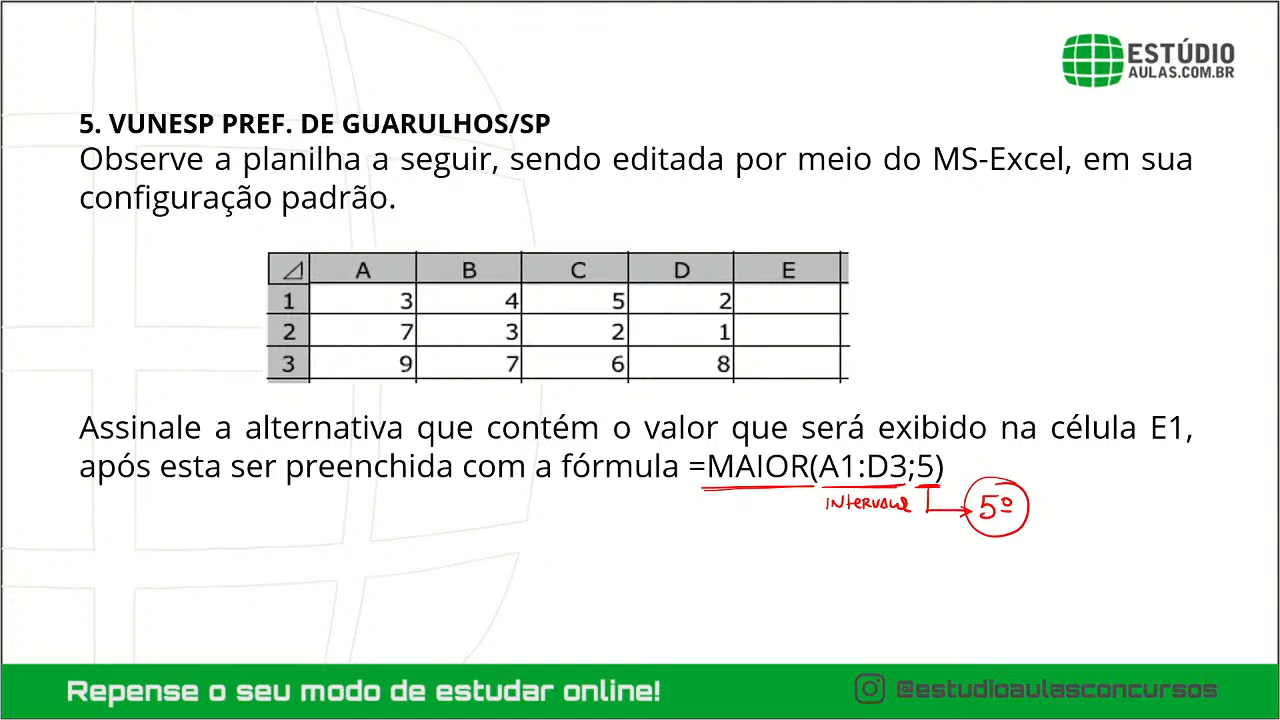 ESTÚDIO
AULAS.COM.BR
5. VUNESP PREF. DE GUARULHOS/SP
Observe a planilha a seguir, sendo editada por meio do MS-Excel, em sua
configuração padrão.
A B C D E
1 3 4 5 2
2 7 3 2 1
3 9 7 6 8
Assinale a alternativa que contém o valor que será exibido na célula E1,
após esta ser preenchida com a fórmula =MAIOR(A1:D3;5)
INTERVALO 5º
Repense o seu modo de estudar online! @estudioaulasconcursos